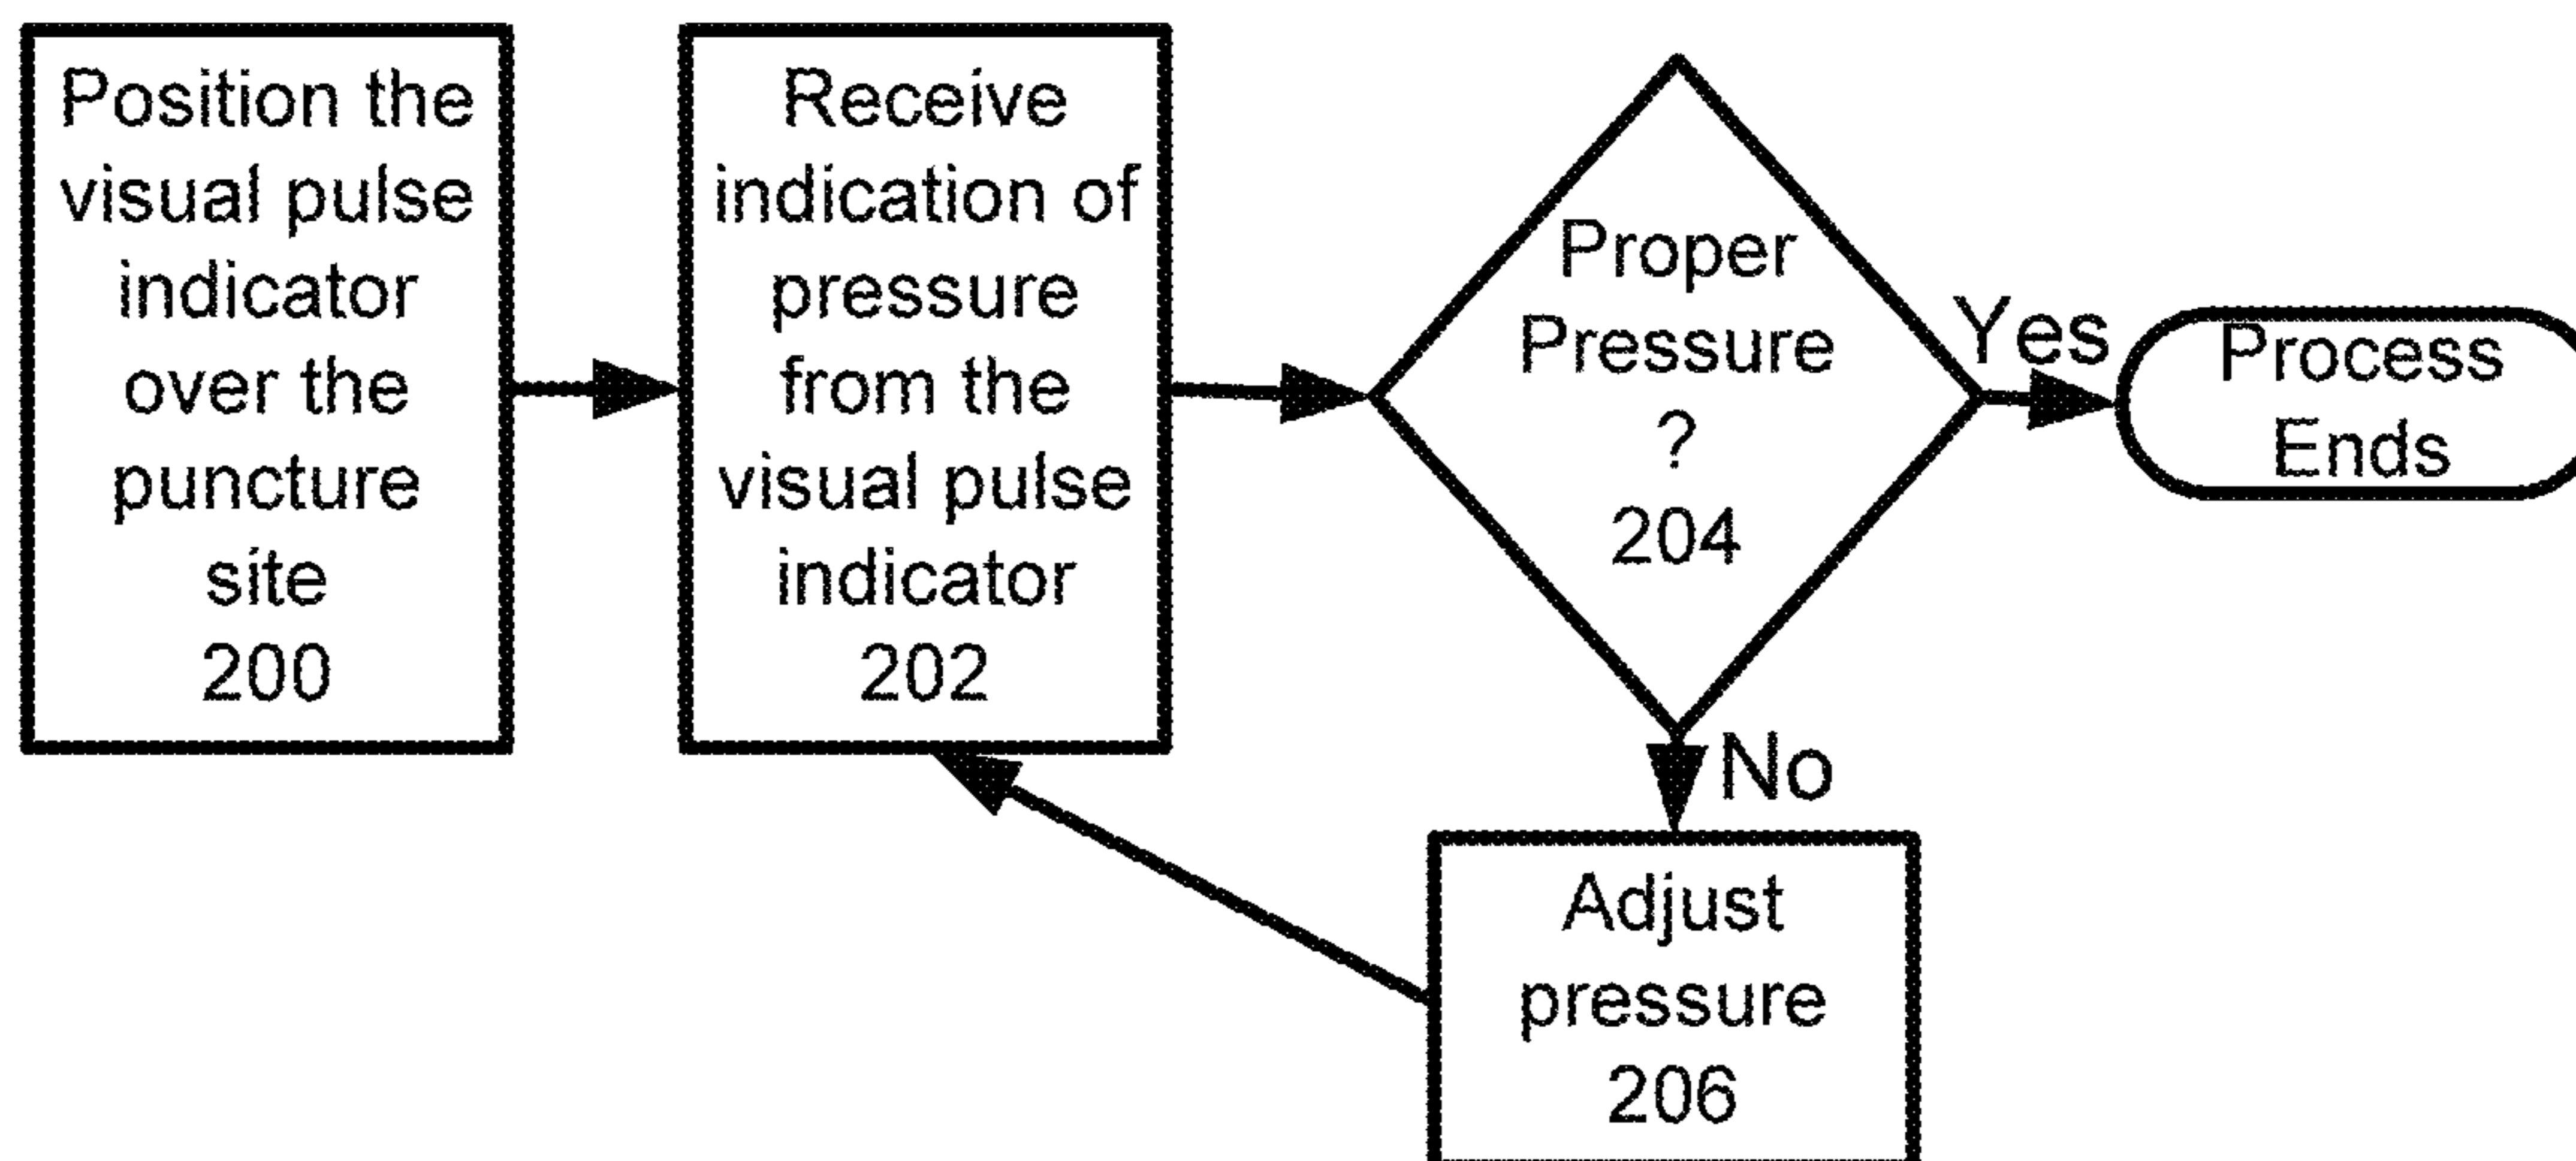 Position the
visual pulse
indicator
over the
puncture
site
200
Receive
indication of
pressure
from the
visual pulse
indicator
202
Proper
Pressure
?
204
Yes
Process
Ends
No
Adjust
pressure
206